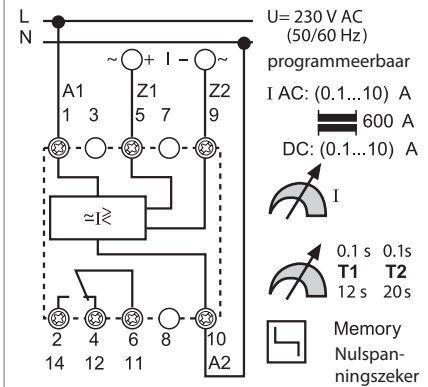 L
N
U= 230 V AC
(50/60 Hz)
programmeerbaar
~ + I – ~
A1 Z1 Z2
1 3 5 7 9
I AC: (0.1...10) A
600 A
DC: (0.1...10) A
I
≃I≷
0.1 s 0.1s
T1 T2
12 s 20s
2 4 6 8 10
14 12 11 A2
Memory
Nulspan-
ningszeker